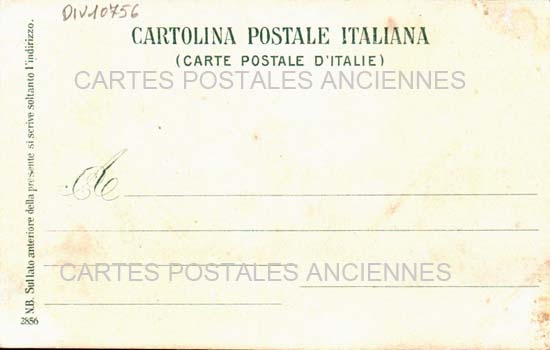 DIV10756
CARTOLINA POSTALE ITALIANA
(CARTE POSTALE D'ITALIE)
CARTES POSTALES ANCIENNES
A
CARTES POSTALES ANCIENNES
N.B. Sul lato anteriore della presente si scrive soltanto l'indirizzo.
2856